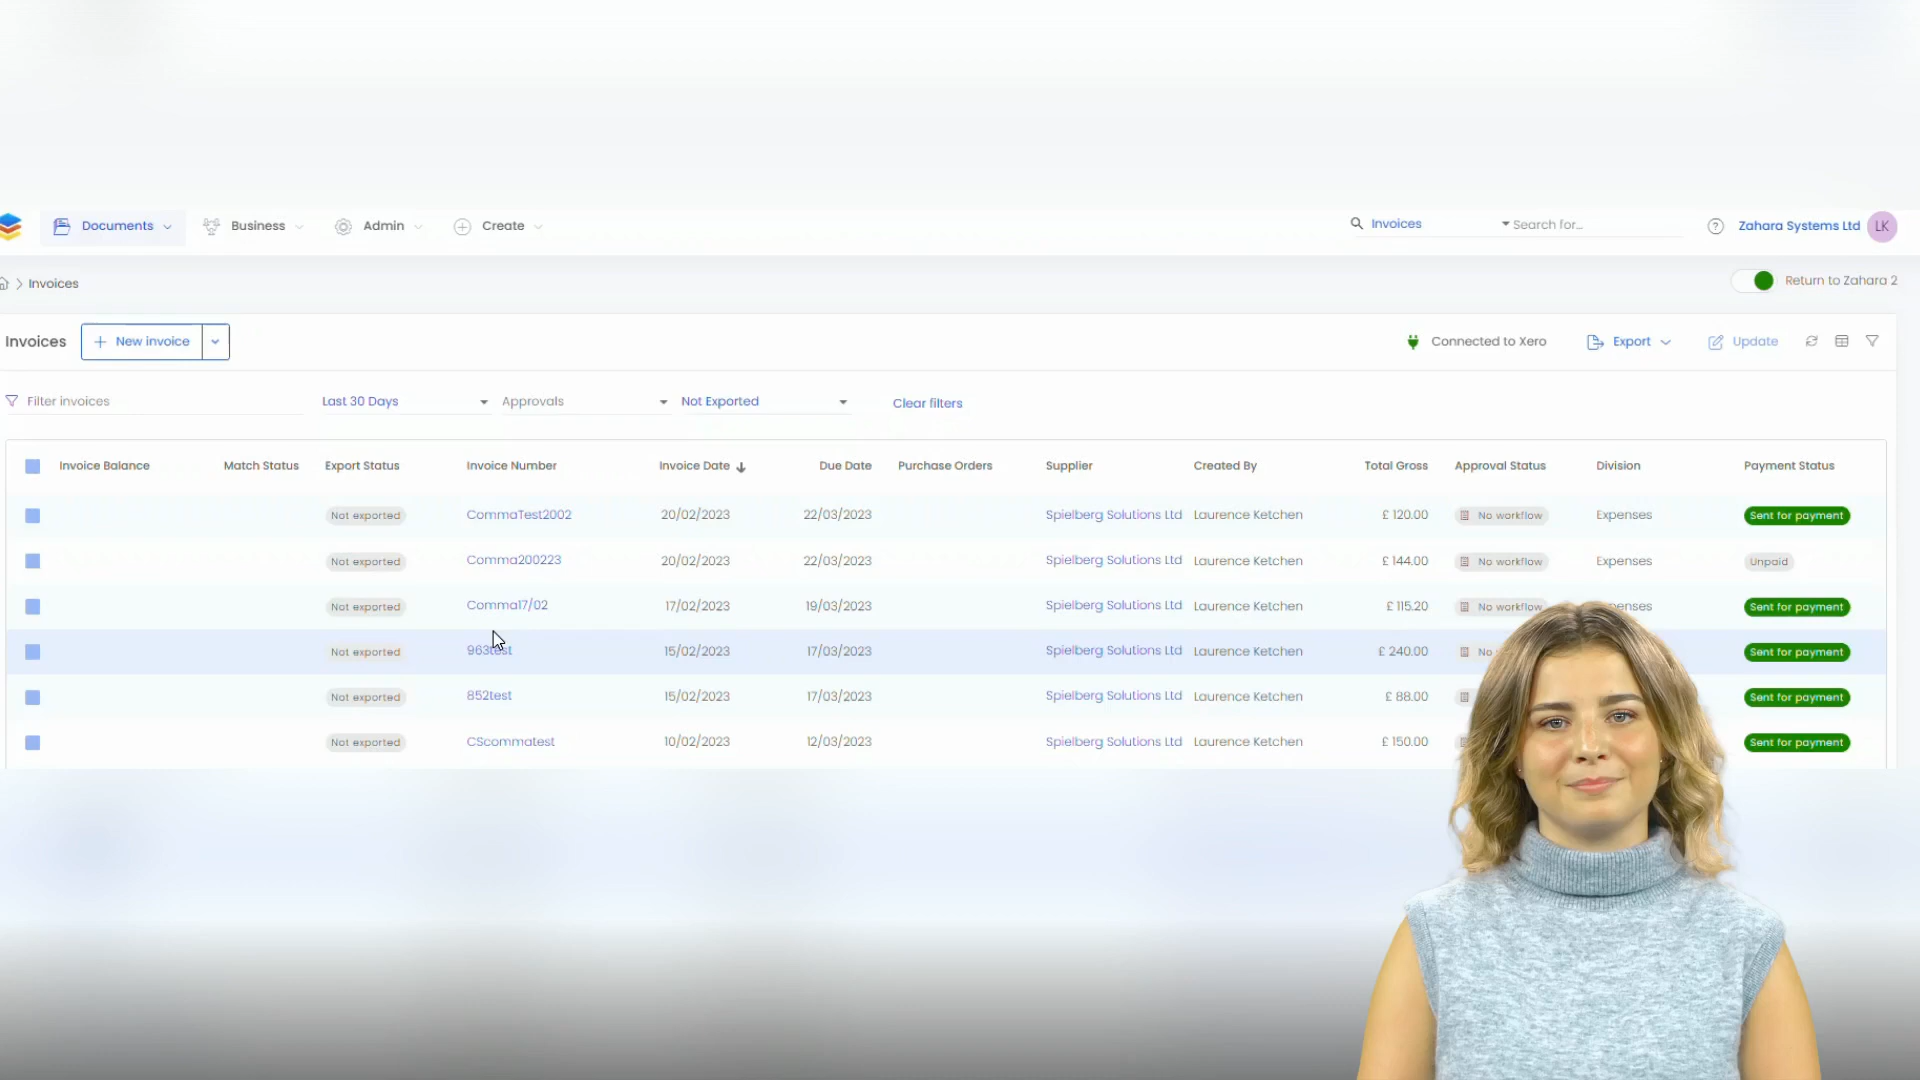 Documents Business Admin Create Invoices Search for... ? Zahara Systems Ltd LK
Invoices Return to Zahara 2
Invoices New invoice Connected to Xero Export Update
Filter invoices Last 30 Days Approvals Not Exported Clear filters
Invoice Balance Match Status Export Status Invoice Number Invoice Date Due Date Purchase Orders Supplier Created By Total Gross Approval Status Division Payment Status
Not exported CommaTest2002 20/02/2023 22/03/2023 Spielberg Solutions Ltd Laurence Ketchen £ 120.00 No workflow Expenses Sent for payment
Not exported Comma200223 20/02/2023 22/03/2023 Spielberg Solutions Ltd Laurence Ketchen £ 144.00 No workflow Expenses Unpaid
Not exported Comma17/02 17/02/2023 19/03/2023 Spielberg Solutions Ltd Laurence Ketchen £ 115.20 No workflow Sent for payment
Not exported 963test 15/02/2023 17/03/2023 Spielberg Solutions Ltd Laurence Ketchen £ 240.00 No Sent for payment
Not exported 852test 15/02/2023 17/03/2023 Spielberg Solutions Ltd Laurence Ketchen £ 88.00 Sent for payment
Not exported CScommatest 10/02/2023 12/03/2023 Spielberg Solutions Ltd Laurence Ketchen £ 150.00 Sent for payment